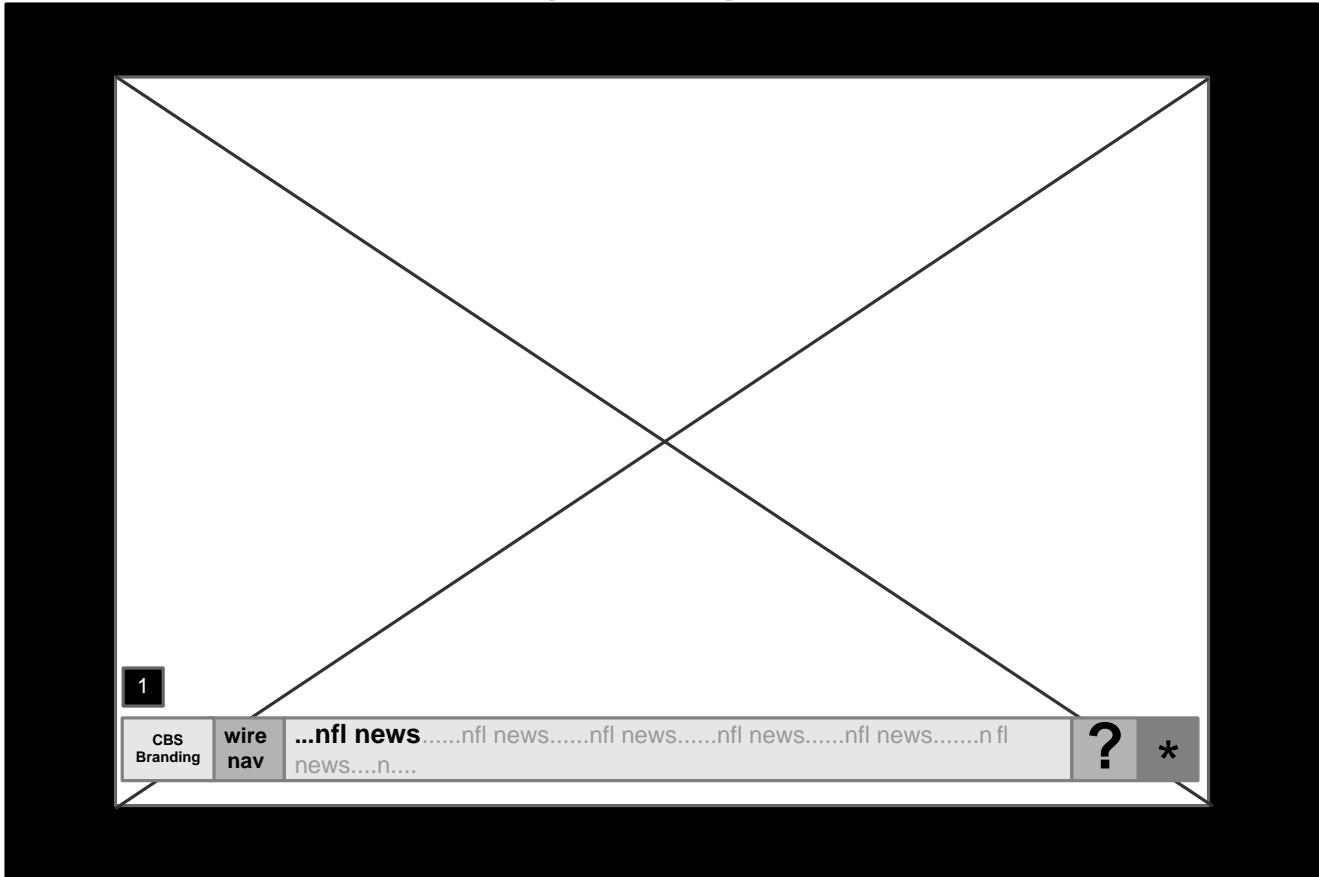 1
CBS
Branding
wire
nav
...nfl news......nfl news......nfl news......nfl news......nfl news.......n fl
news....n....
?
*